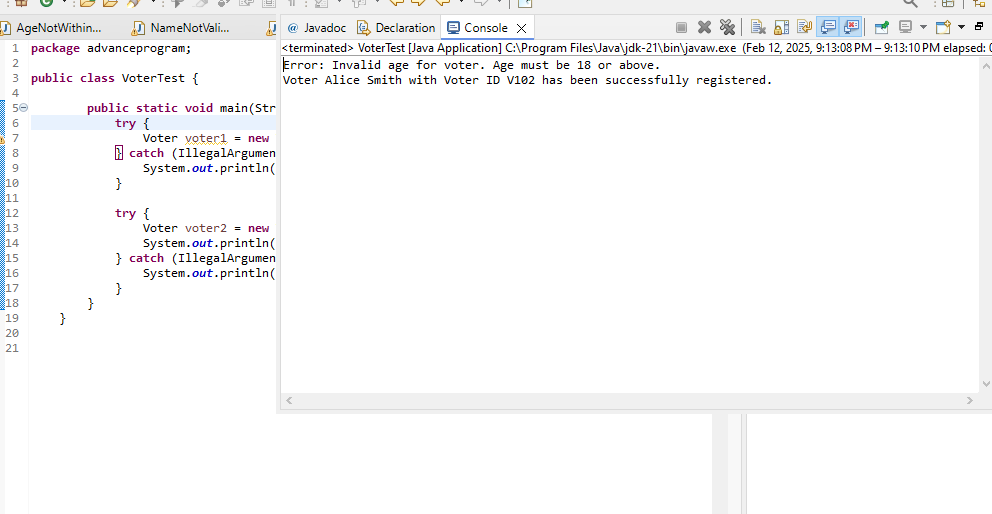 AgeNotWithin...
NameNotVali...
@ Javadoc
Declaration
Console
<terminated> VoterTest [Java Application] C:\Program Files\Java\jdk-21\bin\javaw.exe (Feb 12, 2025, 9:13:08 PM – 9:13:10 PM elapsed: 0
Error: Invalid age for voter. Age must be 18 or above.
Voter Alice Smith with Voter ID V102 has been successfully registered.
1 package advanceprogram;
2
3 public class VoterTest {
4
5 public static void main(Str
6 try {
7 Voter voter1 = new
8 } catch (IllegalArgumen
9 System.out.println(
10 }
11
12 try {
13 Voter voter2 = new
14 System.out.println(
15 } catch (IllegalArgumen
16 System.out.println(
17 }
18 }
19 }
20
21